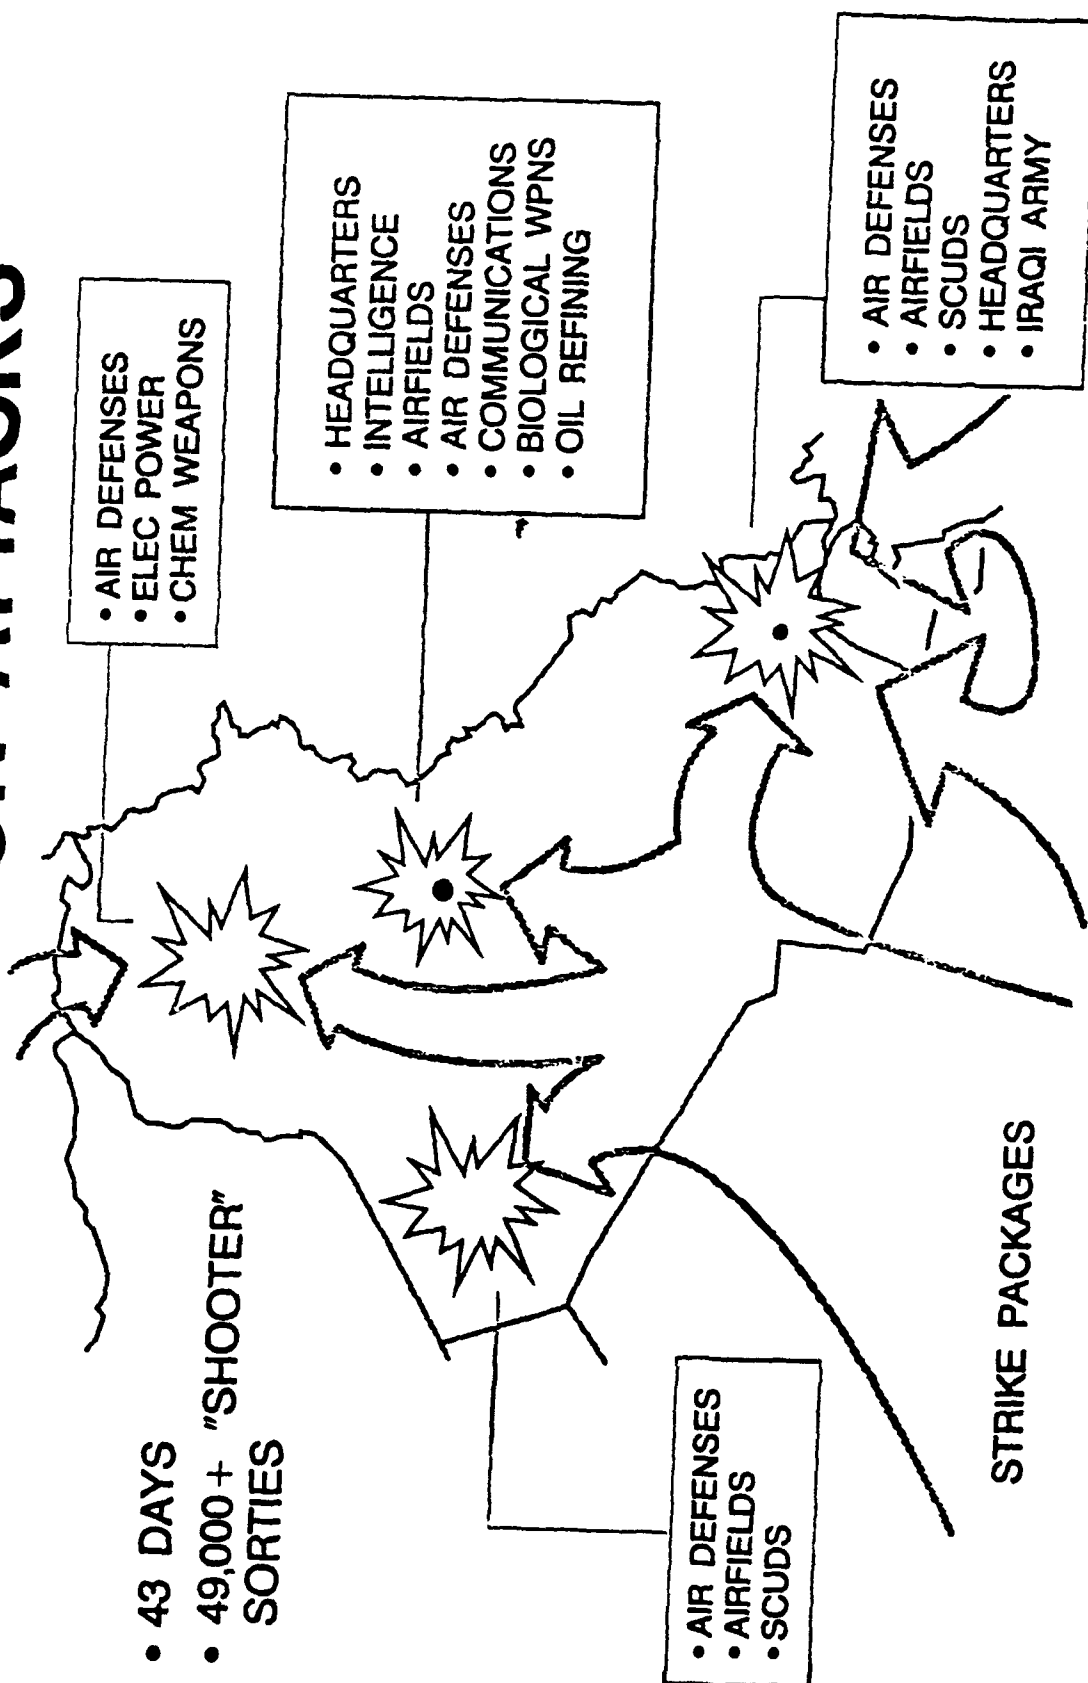 • 43 DAYS
• 49,000+ "SHOOTER"
SORTIES
• AIR DEFENSES
• ELEC POWER
• CHEM WEAPONS
• HEADQUARTERS
• INTELLIGENCE
• AIRFIELDS
• AIR DEFENSES
• COMMUNICATIONS
• BIOLOGICAL WPNS
• OIL REFINING
• AIR DEFENSES
• AIRFIELDS
• SCUDS
• AIR DEFENSES
• AIRFIELDS
• SCUDS
• HEADQUARTERS
• IRAQI ARMY
STRIKE PACKAGES